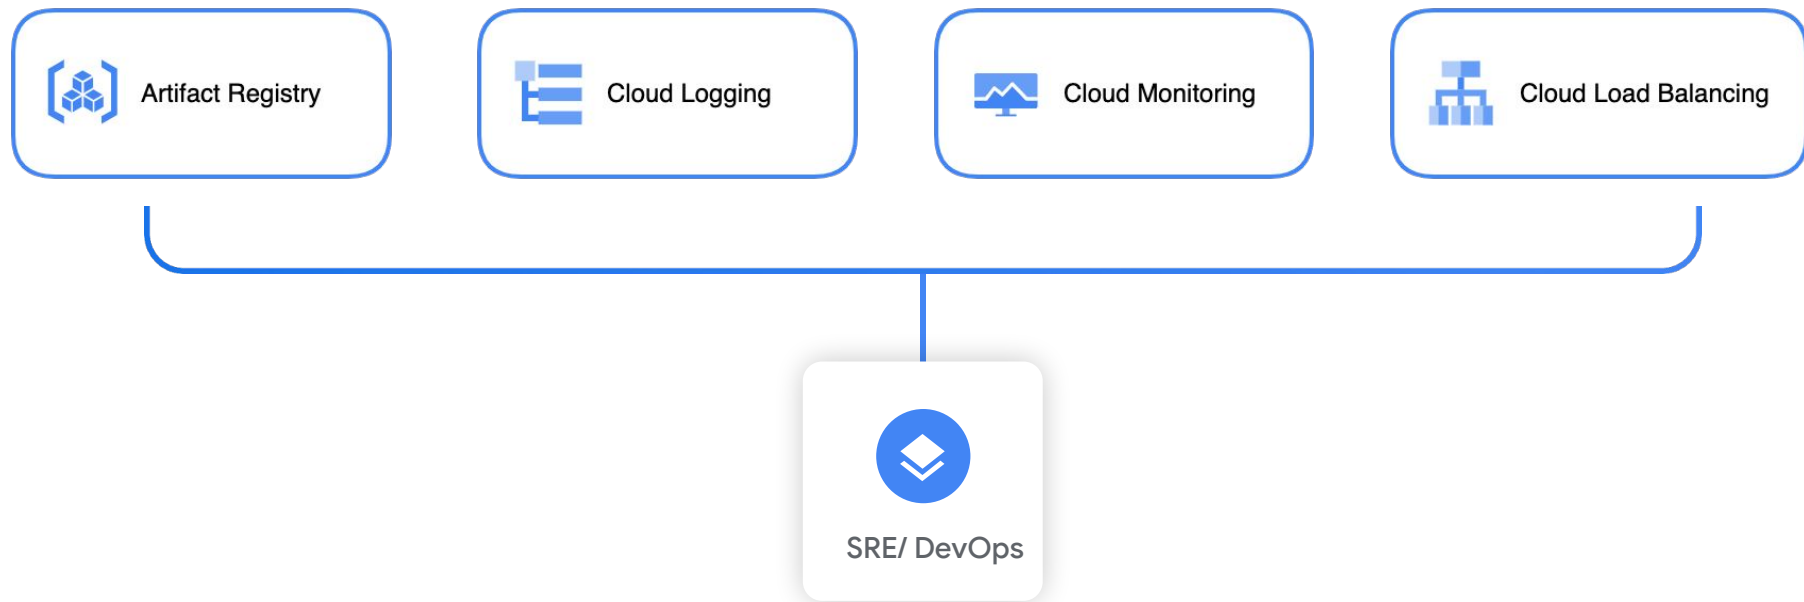 Artifact Registry
Cloud Logging
Cloud Monitoring
Cloud Load Balancing
SRE/ DevOps